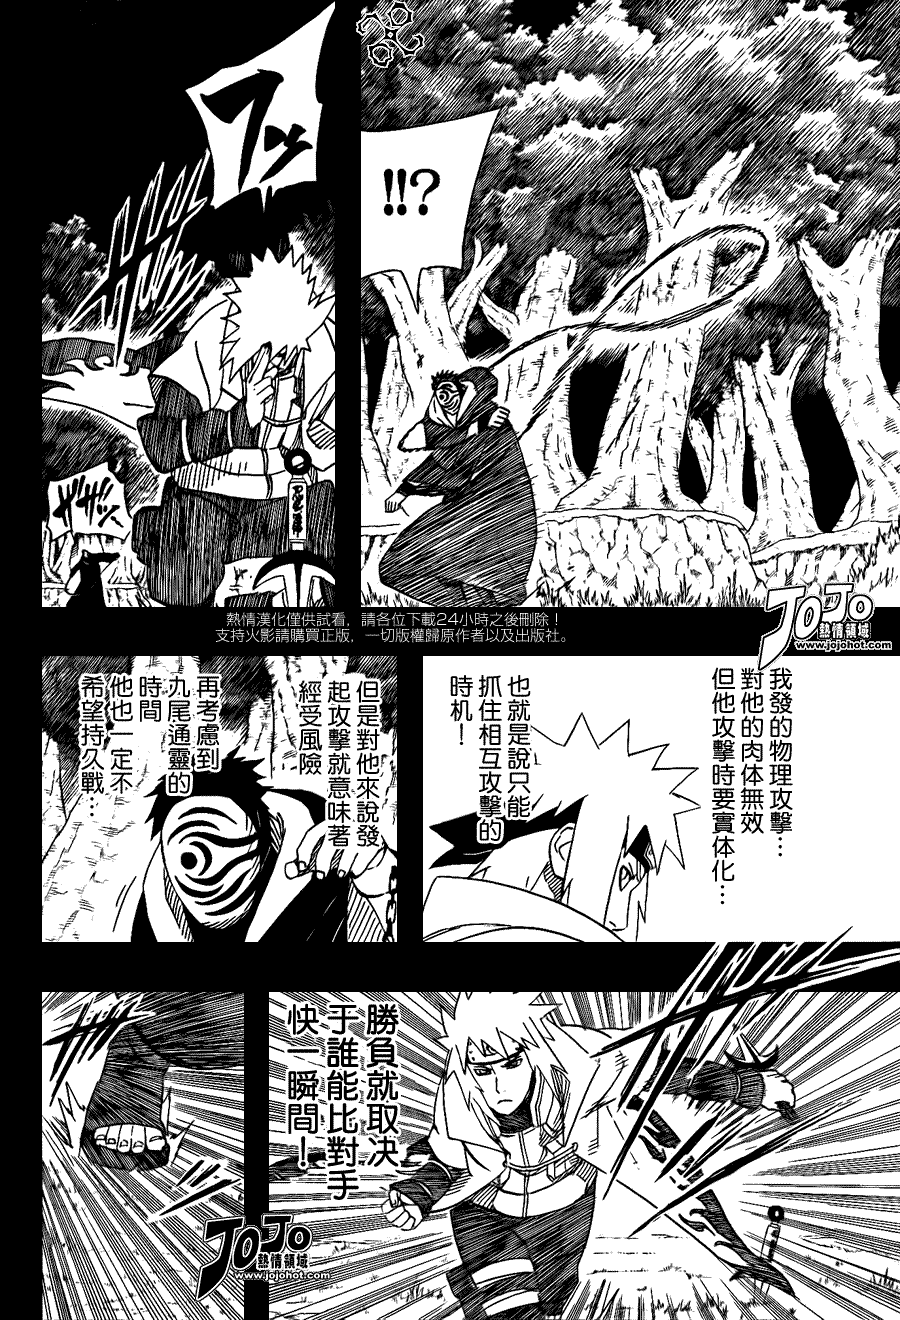 !!?
フッ
ザザッ
熱情漢化僅供試看，請各位下載24小時之後刪除！
支持火影請購買正版，一切版權歸原作者以及出版社。
JOJO
熱情領域
www.jojohot.com
我發的物理攻擊…
對他的肉体無效
但他攻擊時要實体化…
也就是說只能
抓住相互攻擊的
時机！
但是對他來說發
起攻擊就意味著
經受風險
再考慮到
九尾通靈的
時間
他也一定不
希望持久戰…
勝負就取决
于誰能比對手
快一瞬間！
JOJO
熱情領域
www.jojohot.com